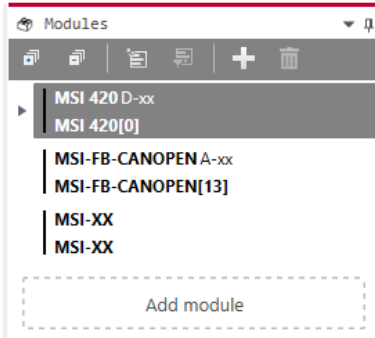 Modules
MSI 420 D-xx
MSI 420[0]
MSI-FB-CANOPEN A-xx
MSI-FB-CANOPEN[13]
MSI-XX
MSI-XX
Add module